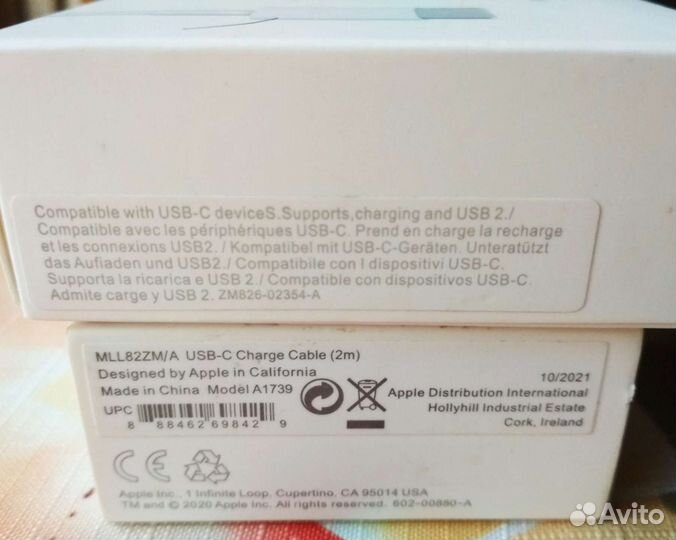 Compatible with USB-C deviceS.Supports,charging and USB 2./
Compatible avec les périphériques USB-C. Prend en charge la recharge
et les connexions USB2. / Kompatibel mit USB-C-Geräten. Unterütatzt
das Aufiaden und USB2./ Compatibile con I dispositivi USB-C.
Supporta la ricarica e USB 2. / Compatible con dispositivos USB-C.
Admite carge y USB 2. ZM826-02354-A
MLL82ZM/A USB-C Charge Cable (2m)
Designed by Apple in California
Made in China Model A1739
UPC
8 88462 69842 9
10/2021
Apple Distribution International
Hollyhill Industrial Estate
Cork, Ireland
CE
Apple Inc., 1 Infinite Loop, Cupertino, CA 95014 USA
TM and © 2020 Apple Inc. All rights reserved. 602-00880-A
Avito